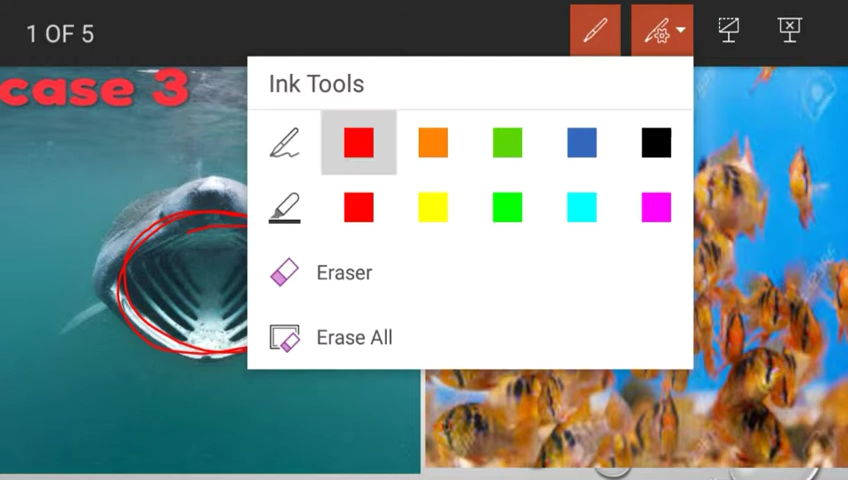 1 OF 5
Ink Tools
case 3
Eraser
Erase All